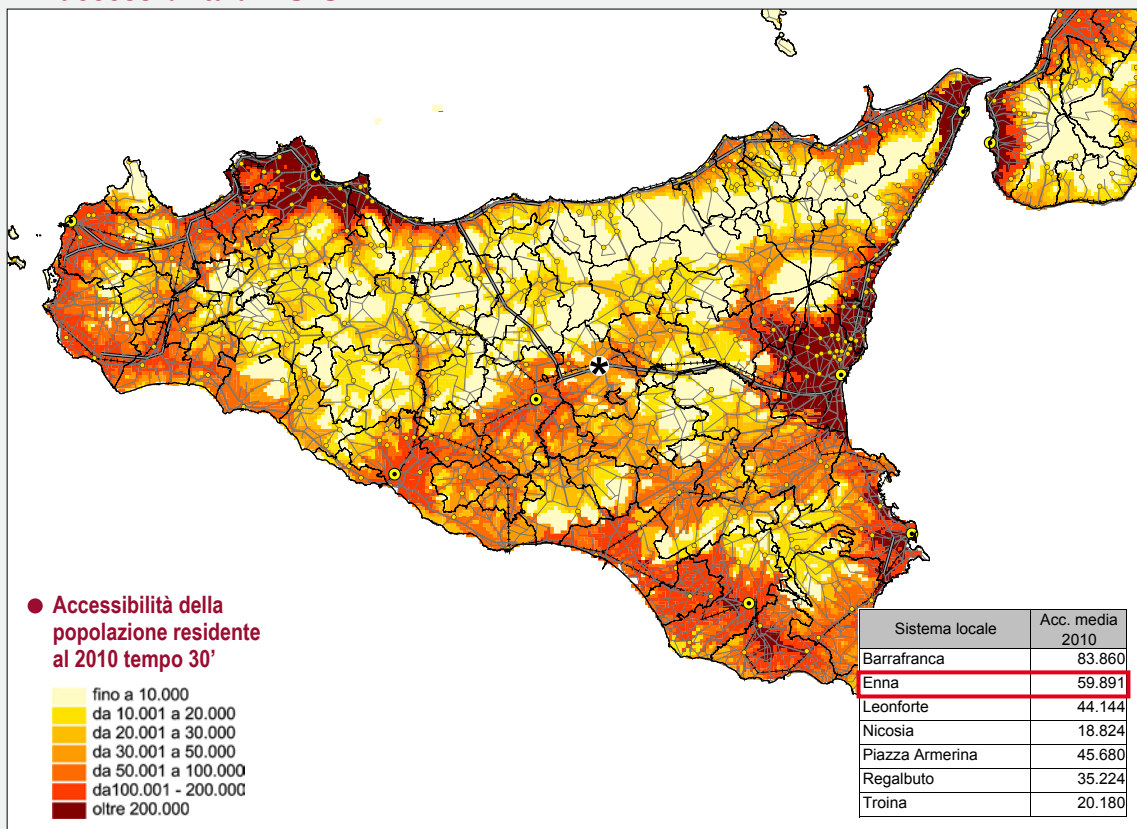 ● Accessibilità della
popolazione residente
al 2010 tempo 30'
fino a 10.000
da 10.001 a 20.000
da 20.001 a 30.000
da 30.001 a 50.000
da 50.001 a 100.000
da100.001 - 200.000
oltre 200.000
Sistema locale Acc. media 2010
Barrafranca 83.860
Enna 59.891
Leonforte 44.144
Nicosia 18.824
Piazza Armerina 45.680
Regalbuto 35.224
Troina 20.180